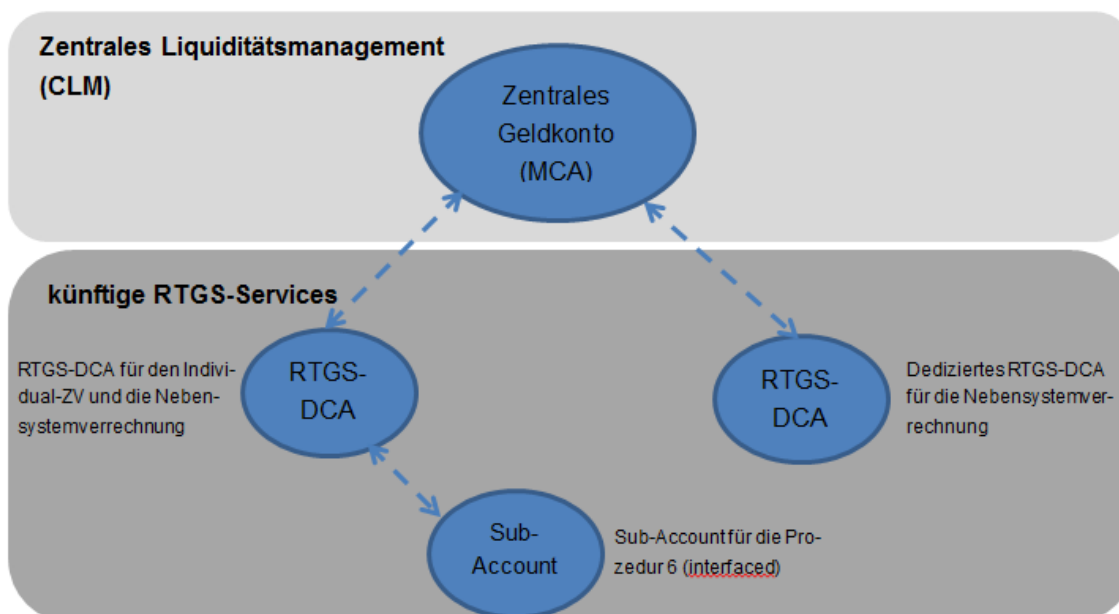 Zentrales Liquiditätsmanagement
(CLM)
Zentrales
Geldkonto
(MCA)
künftige RTGS-Services
RTGS-DCA für den Individu-
dual-ZV und die Neben-
systemverrechnung
RTGS-
DCA
RTGS-
DCA
Dediziertes RTGS-DCA
für die Nebensystemver-
rechnung
Sub-
Account
Sub-Account für die Pro-
zedur 6 (interfaced)